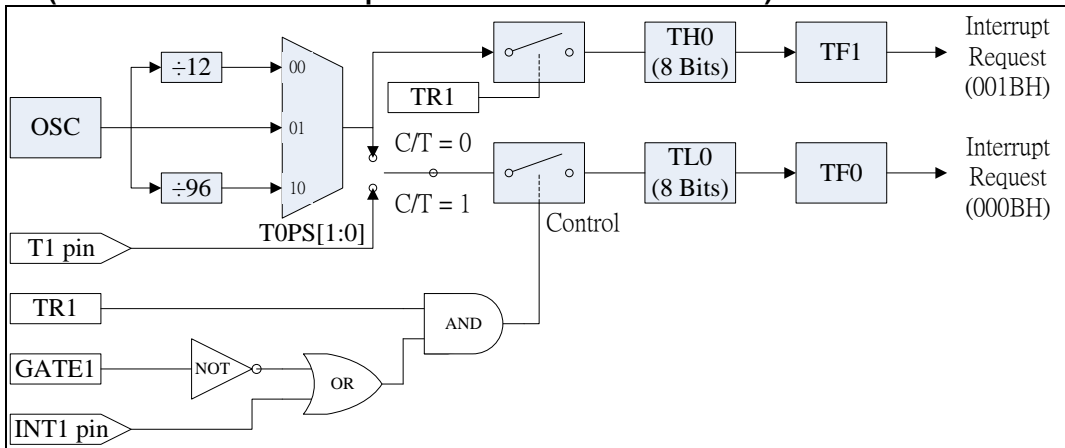 ÷12
00
TH0
(8 Bits)
TF1
Interrupt
Request
(001BH)
TR1
OSC
01
C/T = 0
TL0
(8 Bits)
TF0
Interrupt
Request
(000BH)
÷96
10
C/T = 1
Control
T0PS[1:0]
T1 pin
TR1
AND
GATE1
NOT
OR
INT1 pin